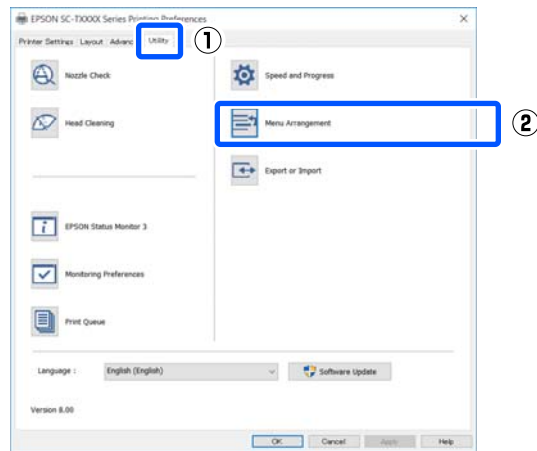 EPSON SC-TXXXX Series Printing Preferences
Printer Settings Layout Advanc Utility ①
Nozzle Check
Speed and Progress
Head Cleaning
Menu Arrangement ②
Export or Import
EPSON Status Monitor 3
Monitoring Preferences
Print Queue
Language : English (English) Software Update
Version 8.00
OK Cancel Apply Help